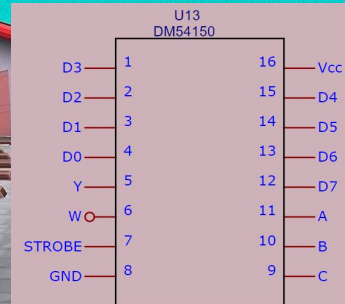 U13
DM54150
D3 1 16 Vcc
D2 2 15 D4
D1 3 14 D5
D0 4 13 D6
Y 5 12 D7
W 6 11 A
STROBE 7 10 B
GND 8 9 C